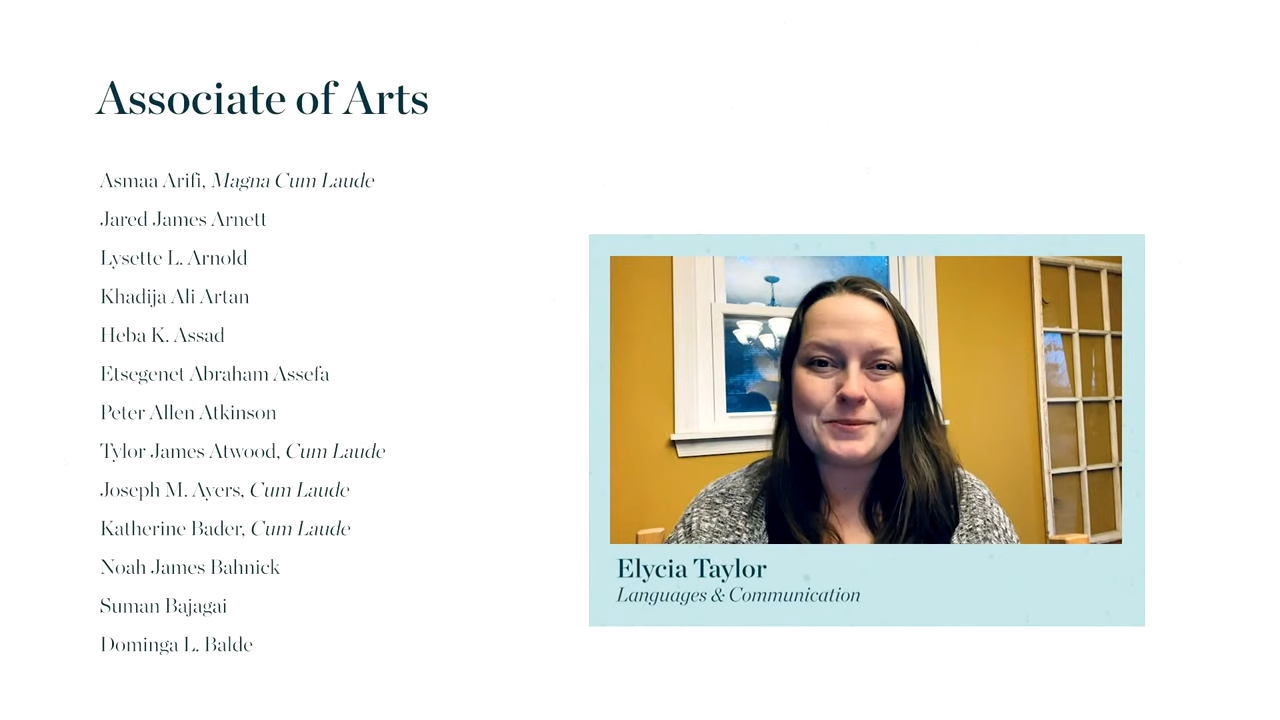 Associate of Arts
Asmaa Arifi, Magna Cum Laude
Jared James Arnett
Lysette L. Arnold
Khadija Ali Artan
Heba K. Assad
Etsegenet Abraham Assefa
Peter Allen Atkinson
Tylor James Atwood, Cum Laude
Joseph M. Ayers, Cum Laude
Katherine Bader, Cum Laude
Noah James Bahnick
Suman Bajagai
Dominga L. Balde
Elycia Taylor
Languages & Communication